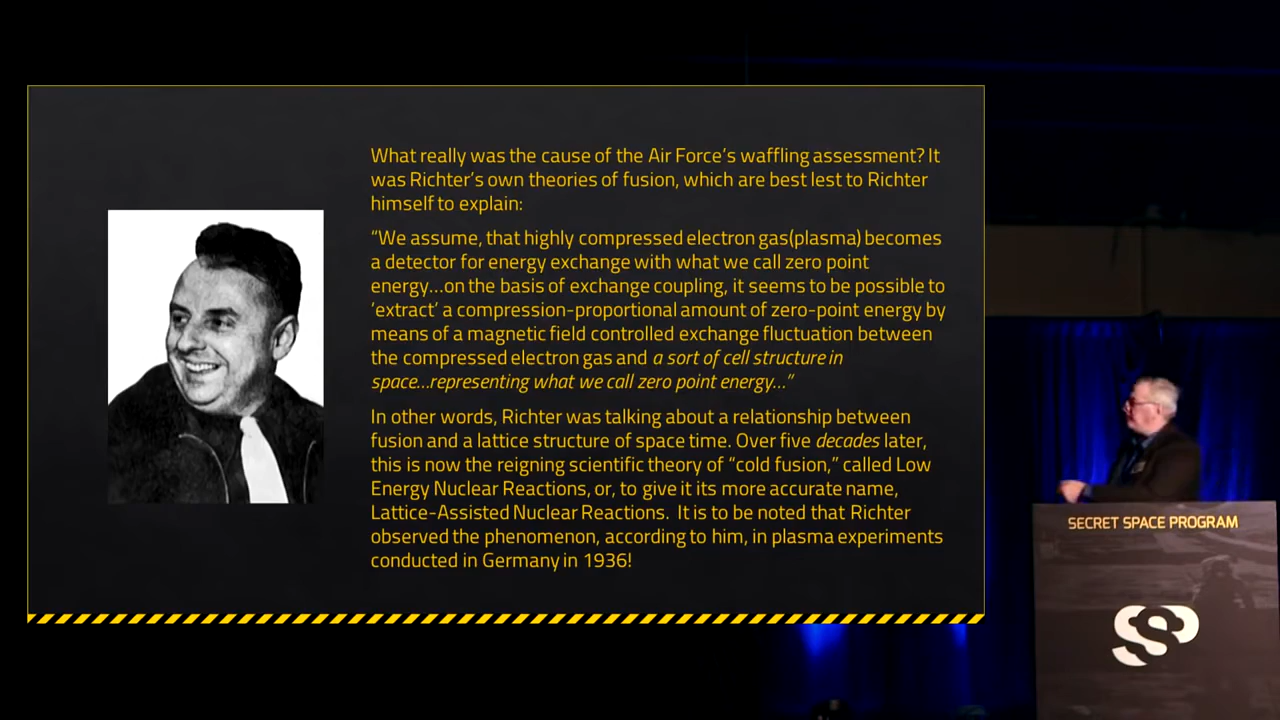 What really was the cause of the Air Force's waffling assessment? It
was Richter's own theories of fusion, which are best lest to Richter
himself to explain:
“We assume, that highly compressed electron gas(plasma) becomes
a detector for energy exchange with what we call zero point
energy…on the basis of exchange coupling, it seems to be possible to
‘extract’ a compression-proportional amount of zero-point energy by
means of a magnetic field controlled exchange fluctuation between
the compressed electron gas and a sort of cell structure in
space…representing what we call zero point energy…”
In other words, Richter was talking about a relationship between
fusion and a lattice structure of space time. Over five decades later,
this is now the reigning scientific theory of “cold fusion,” called Low
Energy Nuclear Reactions, or, to give it its more accurate name,
Lattice-Assisted Nuclear Reactions. It is to be noted that Richter
observed the phenomenon, according to him, in plasma experiments
conducted in Germany in 1936!
SECRET SPACE PROGRAM
SSP